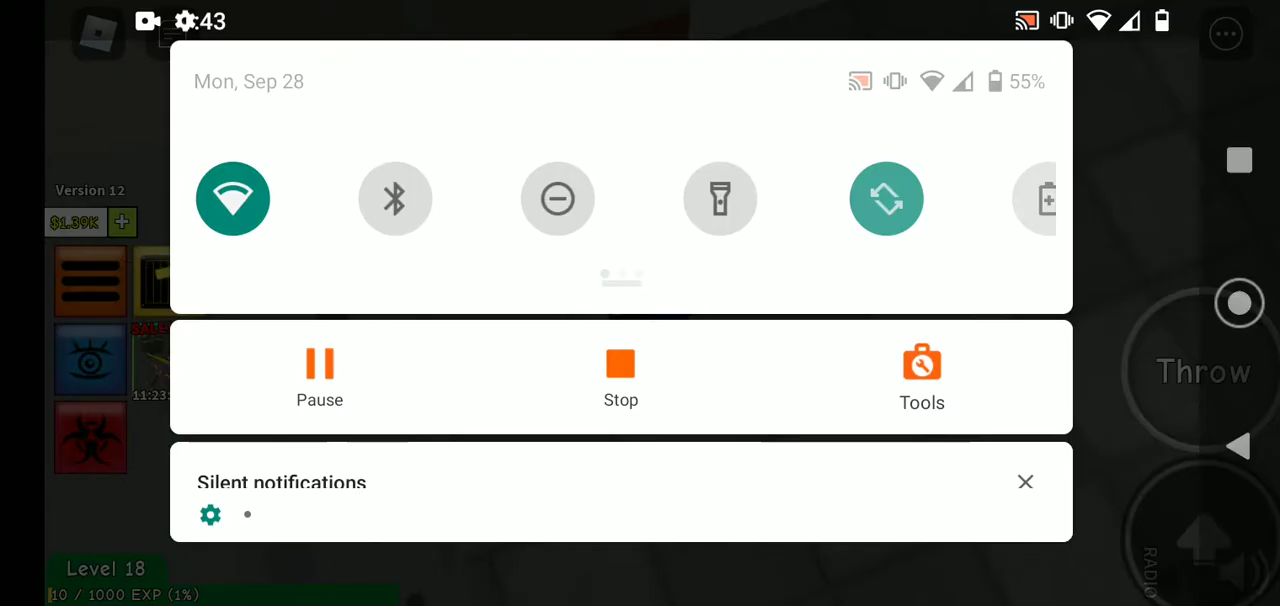 :43
Mon, Sep 28
55%
Version 12
$1.39K
+
SALE
11:23:
Pause
Stop
Tools
Throw
Silent notifications
Level 18
10 / 1000 EXP (1%)
RADIO